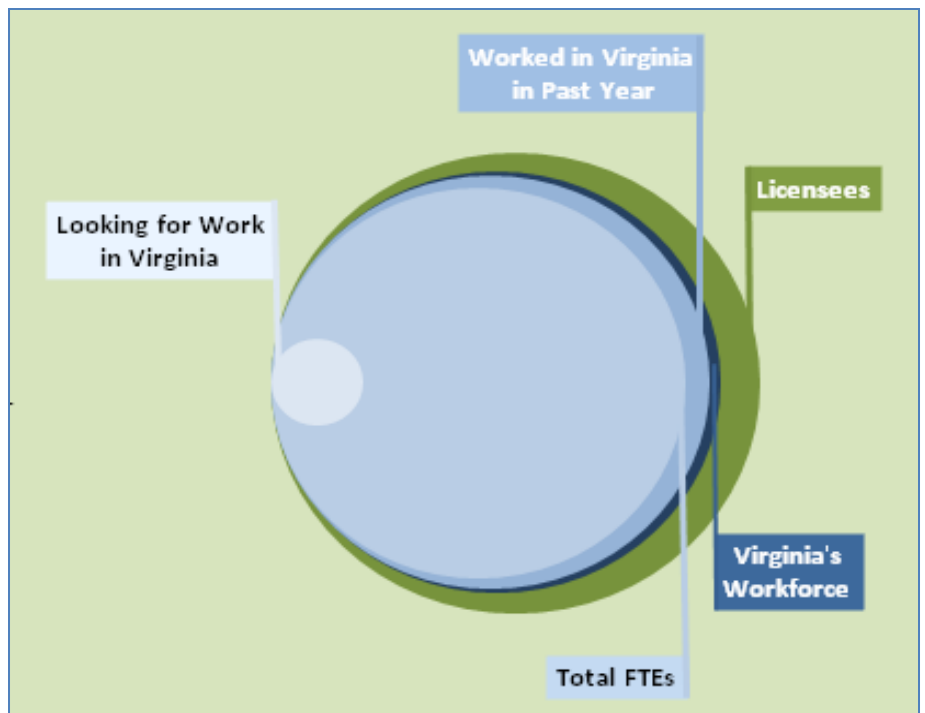 Worked in Virginia
in Past Year
Licensees
Looking for Work
in Virginia
Virginia's
Workforce
Total FTEs